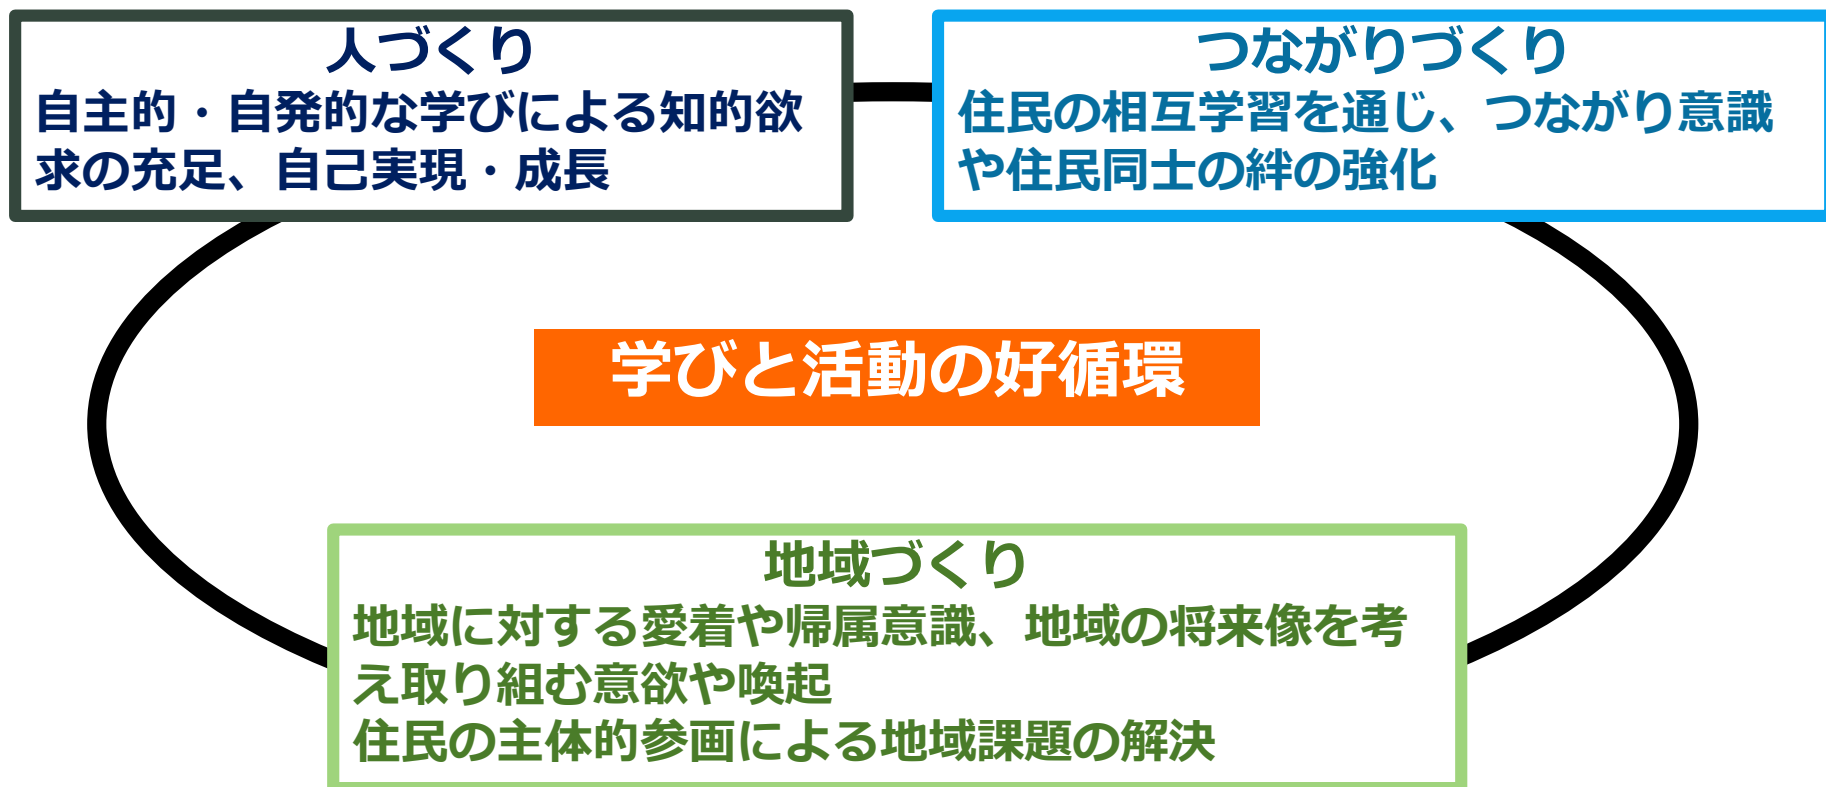 人づくり
自主的・自発的な学びによる知的欲
求の充足、自己実現・成長
つながりづくり
住民の相互学習を通じ、つながり意識
や住民同士の絆の強化
学びと活動の好循環
地域づくり
地域に対する愛着や帰属意識、地域の将来像を考
え取り組む意欲や喚起
住民の主体的参画による地域課題の解決